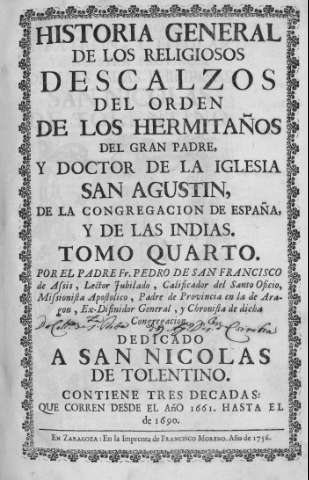 HISTORIA GENERAL
DE LOS RELIGIOSOS
DESCALZOS
DEL ORDEN
DE LOS HERMITAÑOS
DEL GRAN PADRE,
Y DOCTOR DE LA IGLESIA
SAN AGUSTIN,
DE LA CONGREGACION DE ESPAÑA,
Y DE LAS INDIAS.
TOMO QUARTO.
POR EL PADRE Fr. PEDRO DE SAN FRANCISCO
de Assis, Lector Jubilado, Calificador del Santo Oficio,
Missionista Apostolico, Padre de Provincia en la de Ara-
gon, Ex-Difinidor General, y Chronista de dicha
Congregacion
DEDICADO
A SAN NICOLAS
DE TOLENTINO.
CONTIENE TRES DECADAS:
QUE CORREN DESDE EL AÑO 1661. HASTA EL
de 1690.
EN ZARAGOZA: En la Imprenta de FRANCISCO MORENO. Año de 1756.